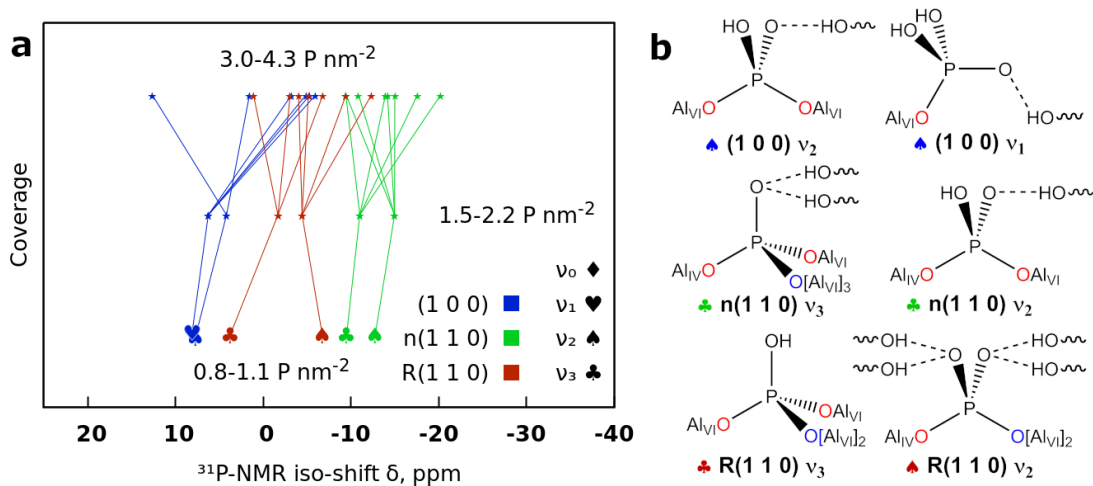 a
3.0-4.3 P nm⁻²
Coverage
1.5-2.2 P nm⁻²
ν₀ ♦
(1 0 0) ν₁ ♥
n(1 1 0) ν₂ ♠
R(1 1 0) ν₃ ♣
0.8-1.1 P nm⁻²
20 10 0 -10 -20 -30 -40
³¹P-NMR iso-shift δ, ppm
b
HO O HO
P
Al_VI O OAl_VI
♠ (1 0 0) ν₂
HO
HO
P O
Al_VI O HO
♠ (1 0 0) ν₁
HO
O HO
P
Al_IV O OAl_VI
O[Al_VI]₃
♣ n(1 1 0) ν₃
HO O HO
P
Al_IV O OAl_VI
♣ n(1 1 0) ν₂
OH
P
Al_VI O OAl_VI
O[Al_VI]₂
♣ R(1 1 0) ν₃
OH HO
O O
OH HO
P
Al_IV O O[Al_VI]₂
♠ R(1 1 0) ν₂